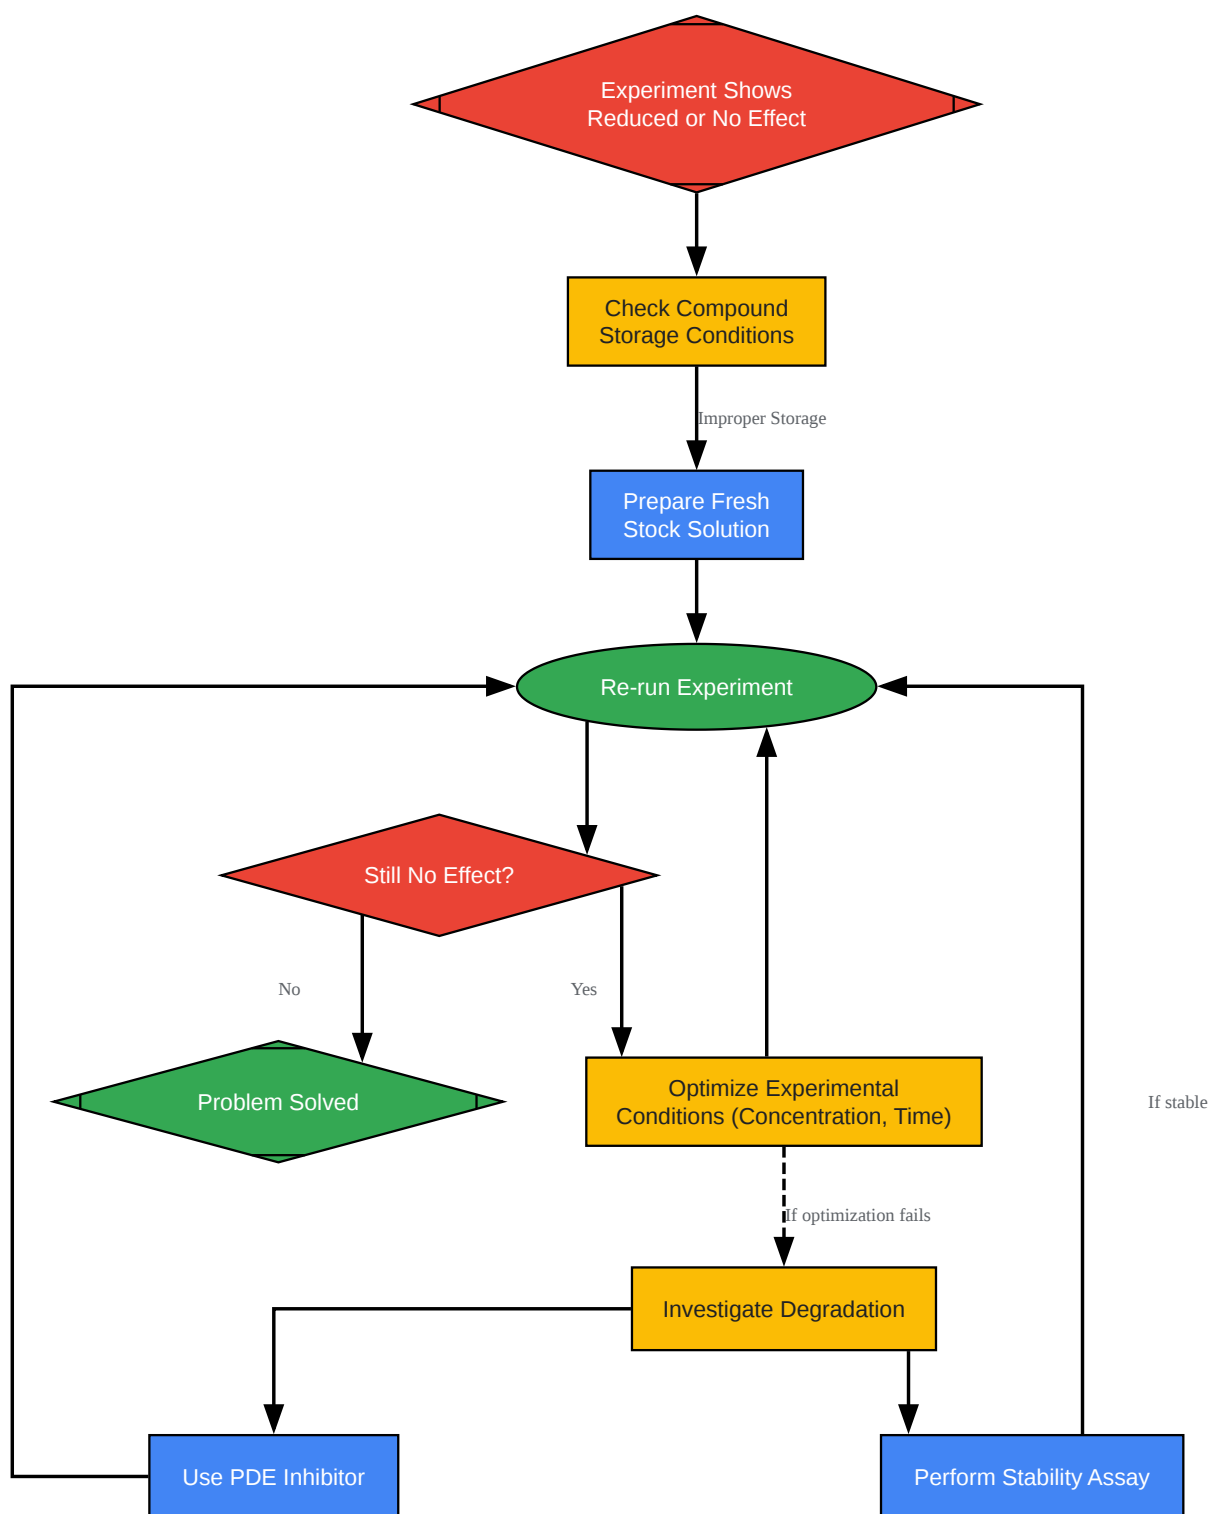 Experiment Shows
Reduced or No Effect
Check Compound
Storage Conditions
Improper Storage
Prepare Fresh
Stock Solution
Re-run Experiment
Still No Effect?
No
Yes
Problem Solved
Optimize Experimental
Conditions (Concentration, Time)
If stable
If optimization fails
Investigate Degradation
Use PDE Inhibitor
Perform Stability Assay